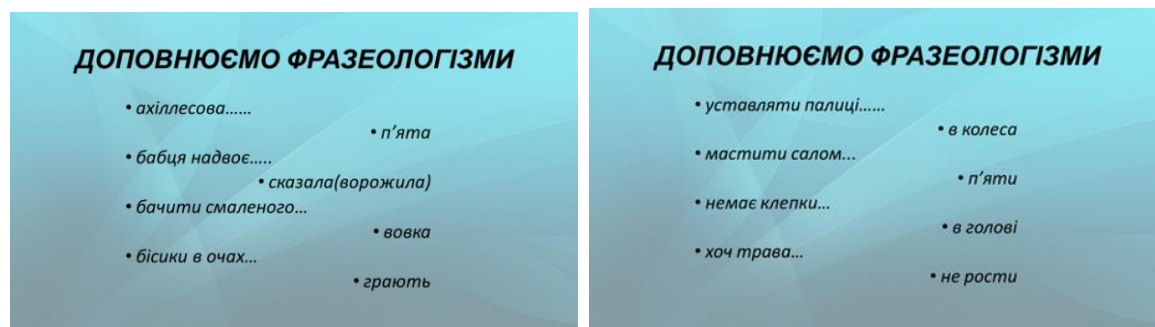 ДОПОВНЮЄМО ФРАЗЕОЛОГІЗМИ
• ахіллесова......
• п’ята
• бабця надвоє.....
• сказала(ворожила)
• бачити смаленого...
• вовка
• бісики в очах...
• грають
ДОПОВНЮЄМО ФРАЗЕОЛОГІЗМИ
• уставляти палиці......
• в колеса
• мастити салом...
• п’яти
• немає клепки...
• в голові
• хоч трава...
• не рости